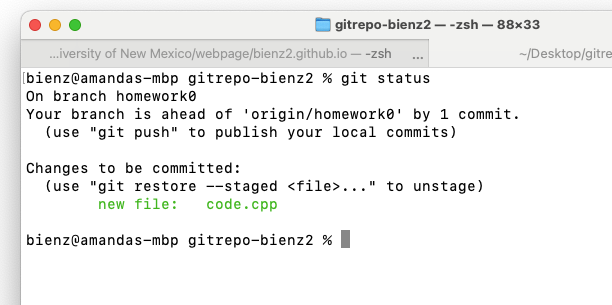 gitrepo-bienz2 — -zsh — 88×33
...iversity of New Mexico/webpage/bienz2.github.io — -zsh ... ~/Desktop/gitre
bienz@amandas-mbp gitrepo-bienz2 % git status
On branch homework0
Your branch is ahead of 'origin/homework0' by 1 commit.
(use "git push" to publish your local commits)
Changes to be committed:
(use "git restore --staged <file>..." to unstage)
new file: code.cpp
bienz@amandas-mbp gitrepo-bienz2 %